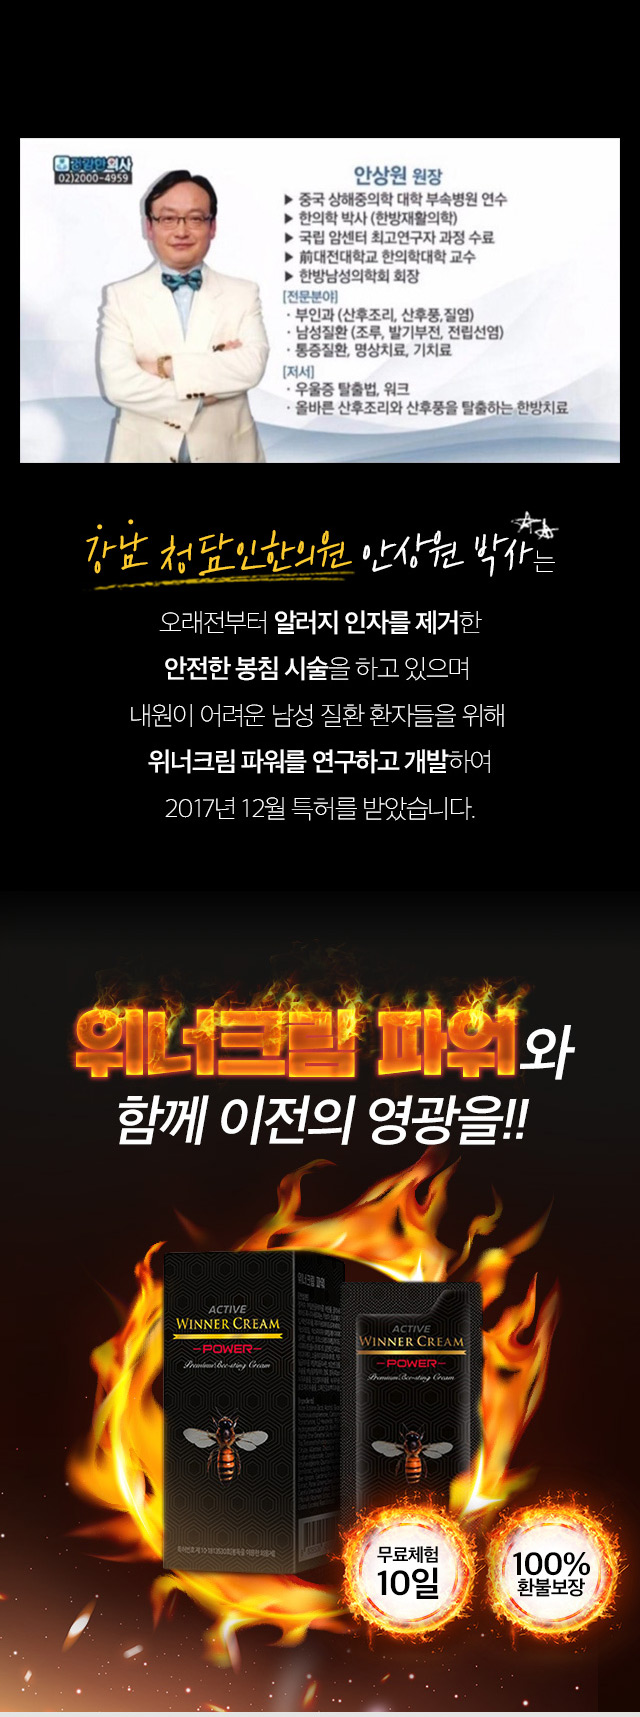 정일한의사
02)2000-4959
안상원 원장
▶ 중국 상해중의학 대학 부속병원 연수
▶ 한의학 박사 (한방재활의학)
▶ 국립 암센터 최고연구자 과정 수료
▶ 前대전대학교 한의학대학 교수
▶ 한방남성의학회 회장
[전문분야]
· 부인과 (산후조리, 산후풍,질염)
· 남성질환 (조루, 발기부전, 전립선염)
· 통증질환, 명상치료, 기치료
[저서]
· 우울증 탈출법, 워크
· 올바른 산후조리와 산후풍을 탈출하는 한방치료
강남 청담인한의원 안상원 박사는
오래전부터 알러지 인자를 제거한
안전한 봉침 시술을 하고 있으며
내원이 어려운 남성 질환 환자들을 위해
위너크림 파워를 연구하고 개발하여
2017년 12월 특허를 받았습니다.
위너크림 파워와
함께 이전의 영광을!!
위너크림 파워
ACTIVE
WINNER CREAM
POWER
Premium Bee-sting Cream
ACTIVE
WINNER CREAM
POWER
Premium Bee-sting Cream
무료체험
10일
100%
환불보장